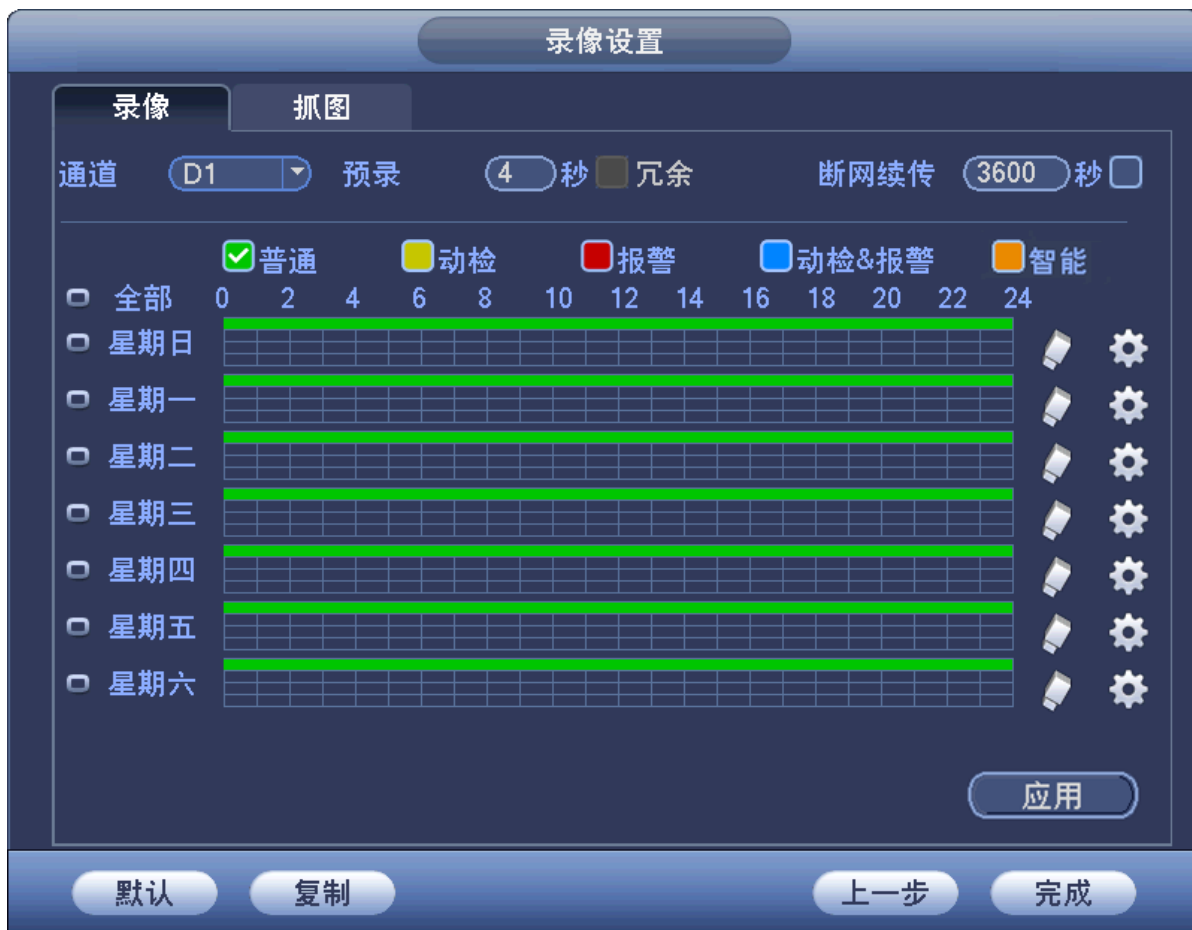 录像设置
录像 抓图
通道 D1 预录 4 秒 冗余 断网续传 3600 秒
普通 动检 报警 动检&报警 智能
全部 0 2 4 6 8 10 12 14 16 18 20 22 24
星期日
星期一
星期二
星期三
星期四
星期五
星期六
应用
默认 复制 上一步 完成